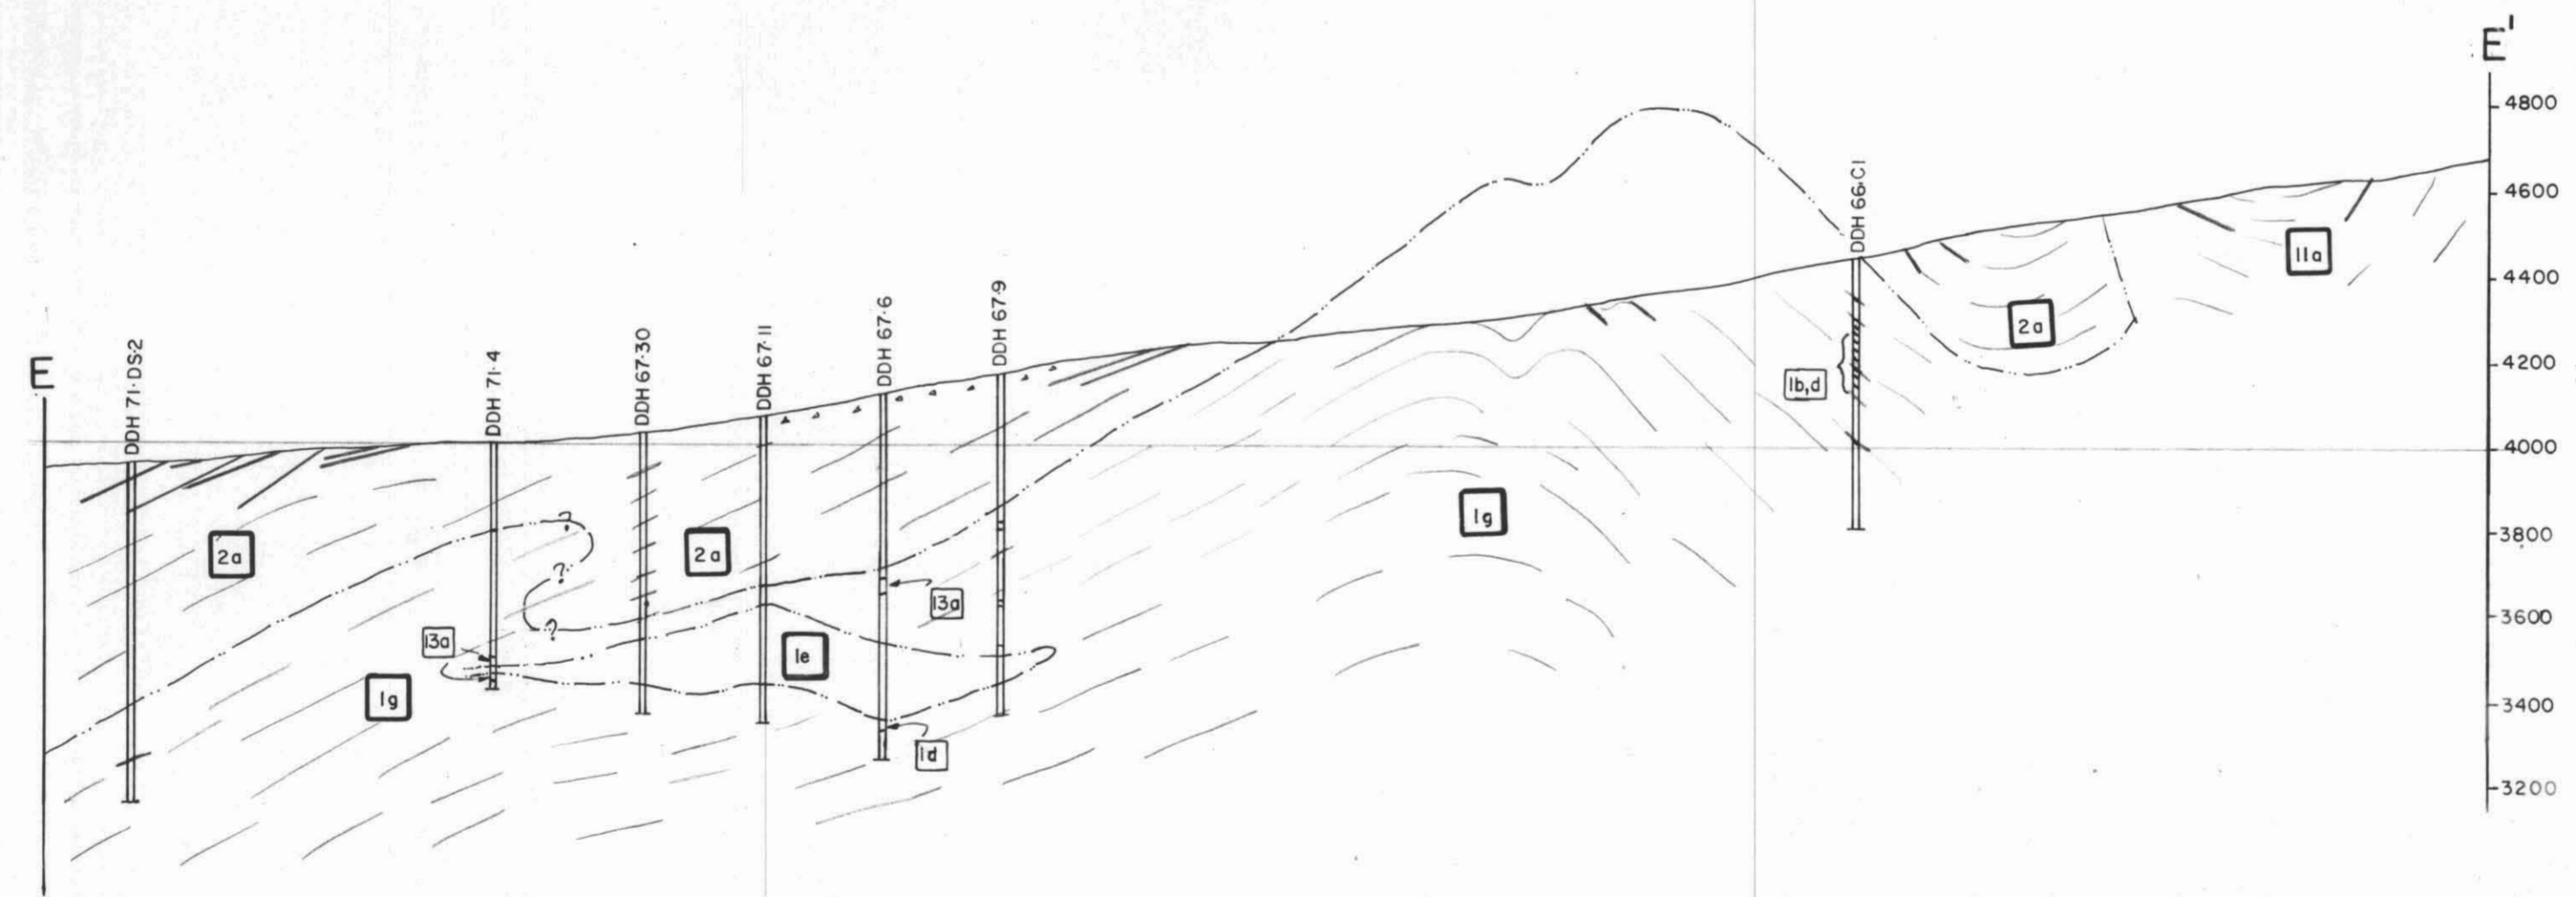 E
E'
DDH 71·DS·2
DDH 71·4
DDH 67·30
DDH 67·11
DDH 67·6
DDH 67·9
DDH 66·C1
4800
4600
4400
4200
4000
3800
3600
3400
3200
11a
2a
1b,d
1g
2a
2a
?
?
?
13a
13a
1e
1g
1d